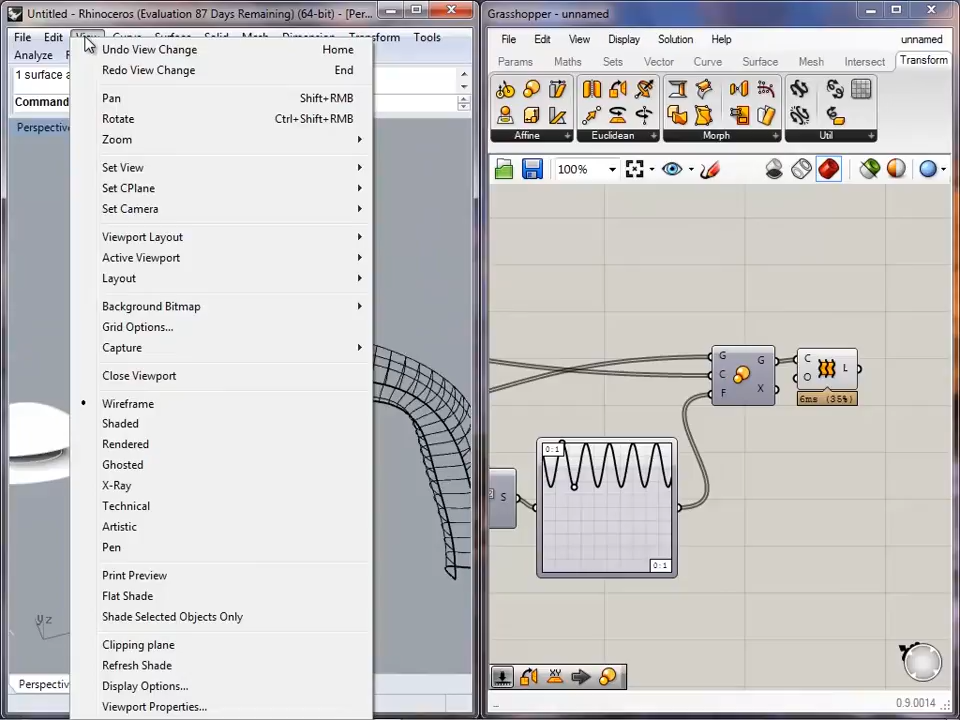 Untitled - Rhinoceros (Evaluation 87 Days Remaining) (64-bit) - [Per...
File Edit View Curve Surface Solid Mesh Dimension Transform Tools
Analyze
1 surface a
Command
Perspectiv
Undo View Change Home
Redo View Change End
Pan Shift+RMB
Rotate Ctrl+Shift+RMB
Zoom
Set View
Set CPlane
Set Camera
Viewport Layout
Active Viewport
Layout
Background Bitmap
Grid Options...
Capture
Close Viewport
Wireframe
Shaded
Rendered
Ghosted
X-Ray
Technical
Artistic
Pen
Print Preview
Flat Shade
Shade Selected Objects Only
Clipping plane
Refresh Shade
Display Options...
Viewport Properties...
y z
Perspectiv
Grasshopper - unnamed
File Edit View Display Solution Help unnamed
Params Maths Sets Vector Curve Surface Mesh Intersect Transform
Affine + Euclidean + Morph + Util +
100%
G
C
F
G
X
C
O
L
6ms (35%)
S
0:1
0:1
XY
0.9.0014